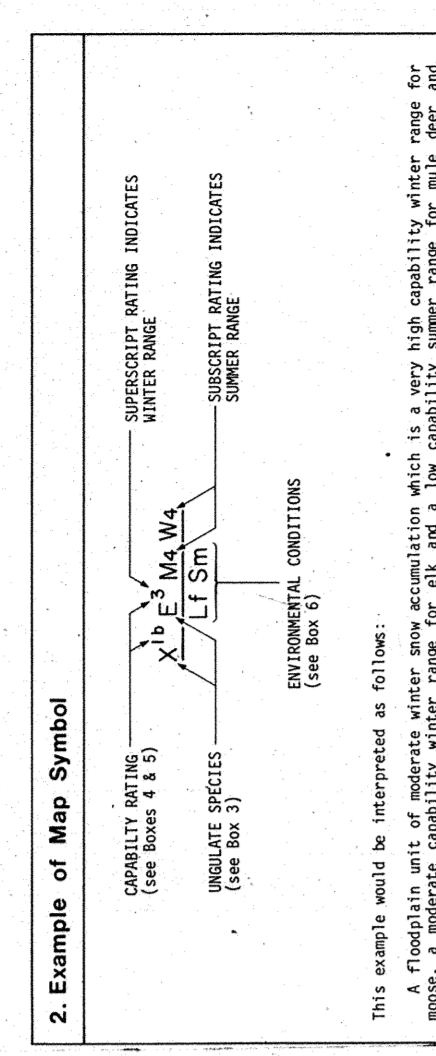 2. Example of Map Symbol
CAPABILTY RATING
(see Boxes 4 & 5)
SUPERSCRIPT RATING INDICATES
WINTER RANGE
X1b E3 M4 W4
Lf Sm
UNGULATE SPECIES
(see Box 3)
SUBSCRIPT RATING INDICATES
SUMMER RANGE
ENVIRONMENTAL CONDITIONS
(see Box 6)
This example would be interpreted as follows:
A floodplain unit of moderate winter snow accumulation which is a very high capability winter range for
moose, a moderate capability winter range for elk and a low capability summer range for mule deer and